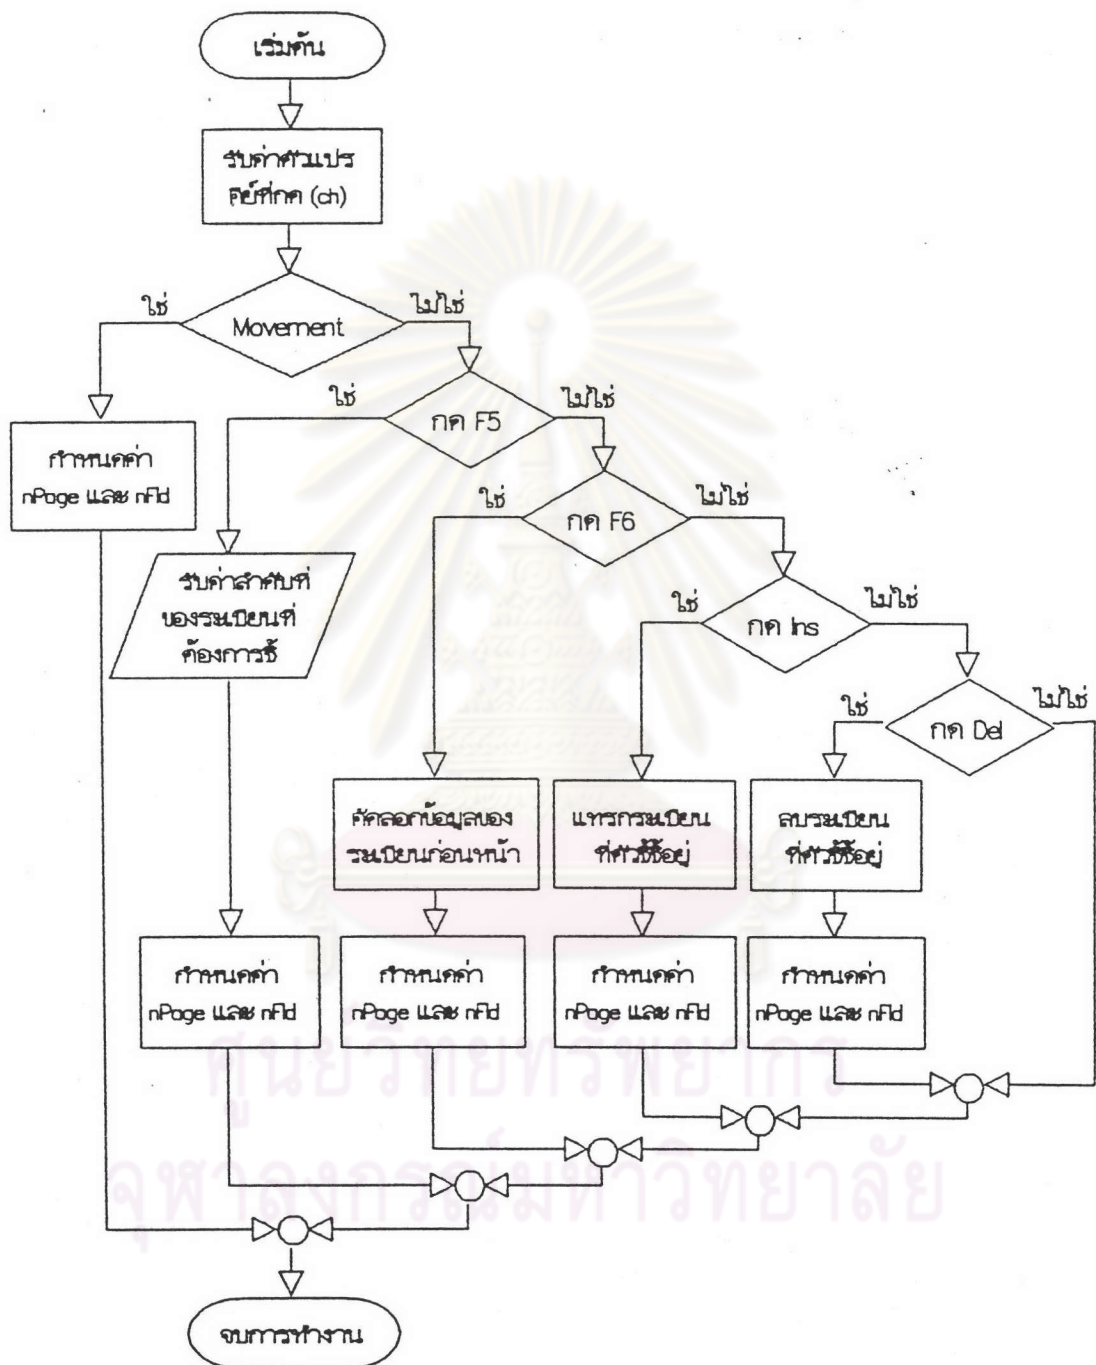 เริ่มต้น
รับค่าตัวแปร
คีย์ที่กด (ch)
Movement
ใช่
ไม่ใช่
กำหนดค่า
nPage และ nFld
กด F5
ใช่
ไม่ใช่
รับค่าลำดับที่
ของระเบียนที่
ต้องการชี้
กด F6
ใช่
ไม่ใช่
กด Ins
ใช่
ไม่ใช่
กด Del
ใช่
ไม่ใช่
คัดลอกข้อมูลของ
ระเบียนก่อนหน้า
แทรกระเบียน
ที่ตัวชี้ชี้อยู่
ลบระเบียน
ที่ตัวชี้ชี้อยู่
กำหนดค่า
nPage และ nFld
กำหนดค่า
nPage และ nFld
กำหนดค่า
nPage และ nFld
กำหนดค่า
nPage และ nFld
ศูนย์วิทยทรัพยากร
จุฬาลงกรณ์มหาวิทยาลัย
จบการทำงาน